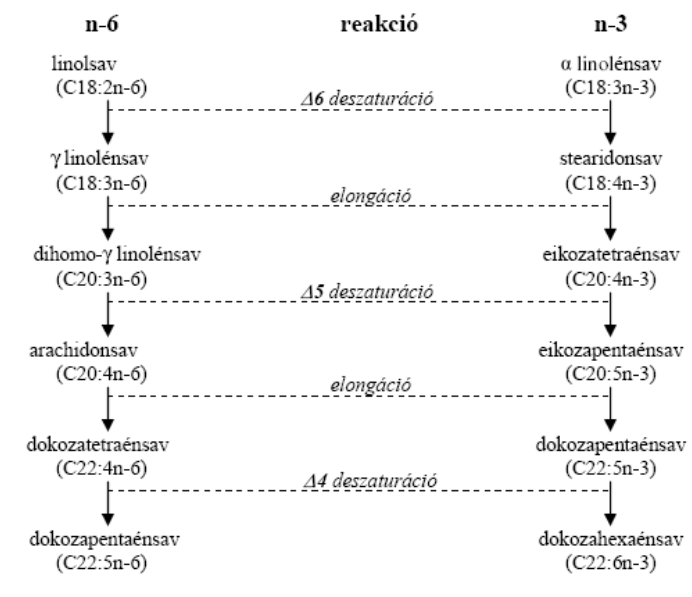 n-6 reakció n-3
linolsav α linolénsav
(C18:2n-6) (C18:3n-3)
Δ6 deszaturáció
γ linolénsav stearidonsav
(C18:3n-6) (C18:4n-3)
elongáció
dihomo-γ linolénsav eikozatetraénsav
(C20:3n-6) (C20:4n-3)
Δ5 deszaturáció
arachidonsav eikozapentaénsav
(C20:4n-6) (C20:5n-3)
elongáció
dokozatetraénsav dokozapentaénsav
(C22:4n-6) (C22:5n-3)
Δ4 deszaturáció
dokozapentaénsav dokozahexaénsav
(C22:5n-6) (C22:6n-3)